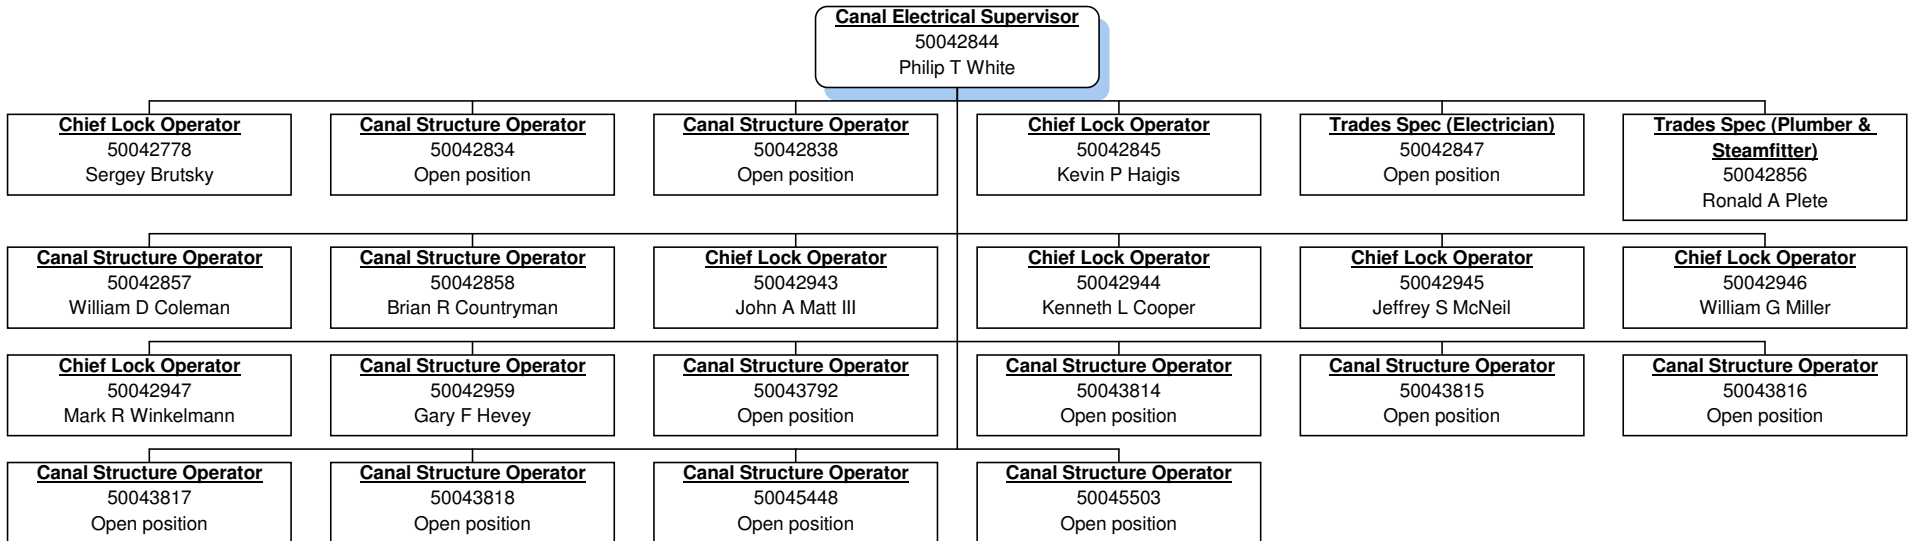 Canal Electrical Supervisor
50042844
Philip T White
Chief Lock Operator
50042778
Sergey Brutsky
Canal Structure Operator
50042834
Open position
Canal Structure Operator
50042838
Open position
Chief Lock Operator
50042845
Kevin P Haigis
Trades Spec (Electrician)
50042847
Open position
Trades Spec (Plumber &
Steamfitter)
50042856
Ronald A Plete
Canal Structure Operator
50042857
William D Coleman
Canal Structure Operator
50042858
Brian R Countryman
Chief Lock Operator
50042943
John A Matt III
Chief Lock Operator
50042944
Kenneth L Cooper
Chief Lock Operator
50042945
Jeffrey S McNeil
Chief Lock Operator
50042946
William G Miller
Chief Lock Operator
50042947
Mark R Winkelmann
Canal Structure Operator
50042959
Gary F Hevey
Canal Structure Operator
50043792
Open position
Canal Structure Operator
50043814
Open position
Canal Structure Operator
50043815
Open position
Canal Structure Operator
50043816
Open position
Canal Structure Operator
50043817
Open position
Canal Structure Operator
50043818
Open position
Canal Structure Operator
50045448
Open position
Canal Structure Operator
50045503
Open position